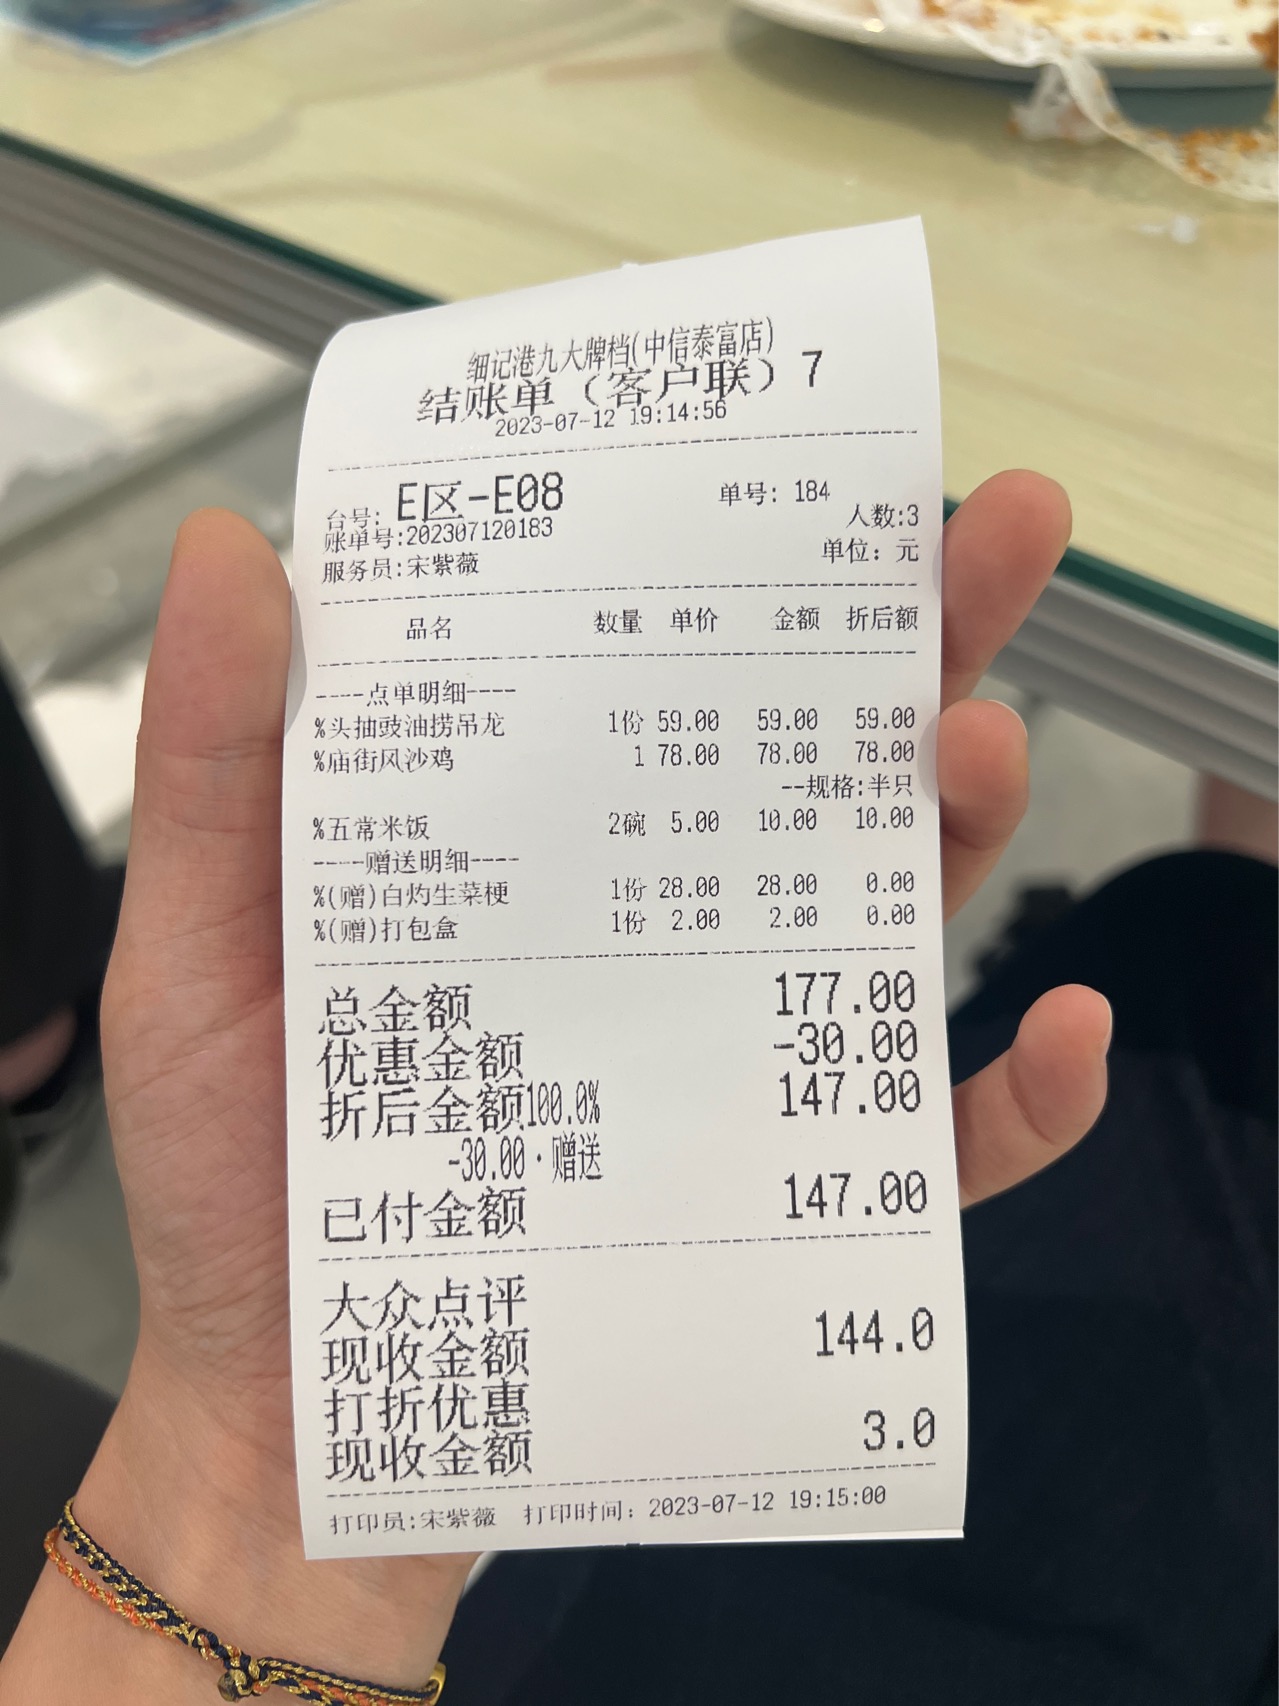 细记港九大牌档(中信泰富店)
结账单（客户联）7
2023-07-12 19:14:56
台号: E区-E08 单号: 184
账单号:202307120183 人数:3
服务员:宋紫薇 单位: 元
品名 数量 单价 金额 折后额
----点单明细----
%头抽豉油捞吊龙 1份 59.00 59.00 59.00
%庙街风沙鸡 1 78.00 78.00 78.00
--规格:半只
%五常米饭 2碗 5.00 10.00 10.00
----赠送明细----
%(赠)白灼生菜梗 1份 28.00 28.00 0.00
%(赠)打包盒 1份 2.00 2.00 0.00
总金额 177.00
优惠金额 -30.00
折后金额100.0% 147.00
-30.00·赠送
已付金额 147.00
大众点评
现收金额 144.0
打折优惠
现收金额 3.0
打印员:宋紫薇 打印时间: 2023-07-12 19:15:00